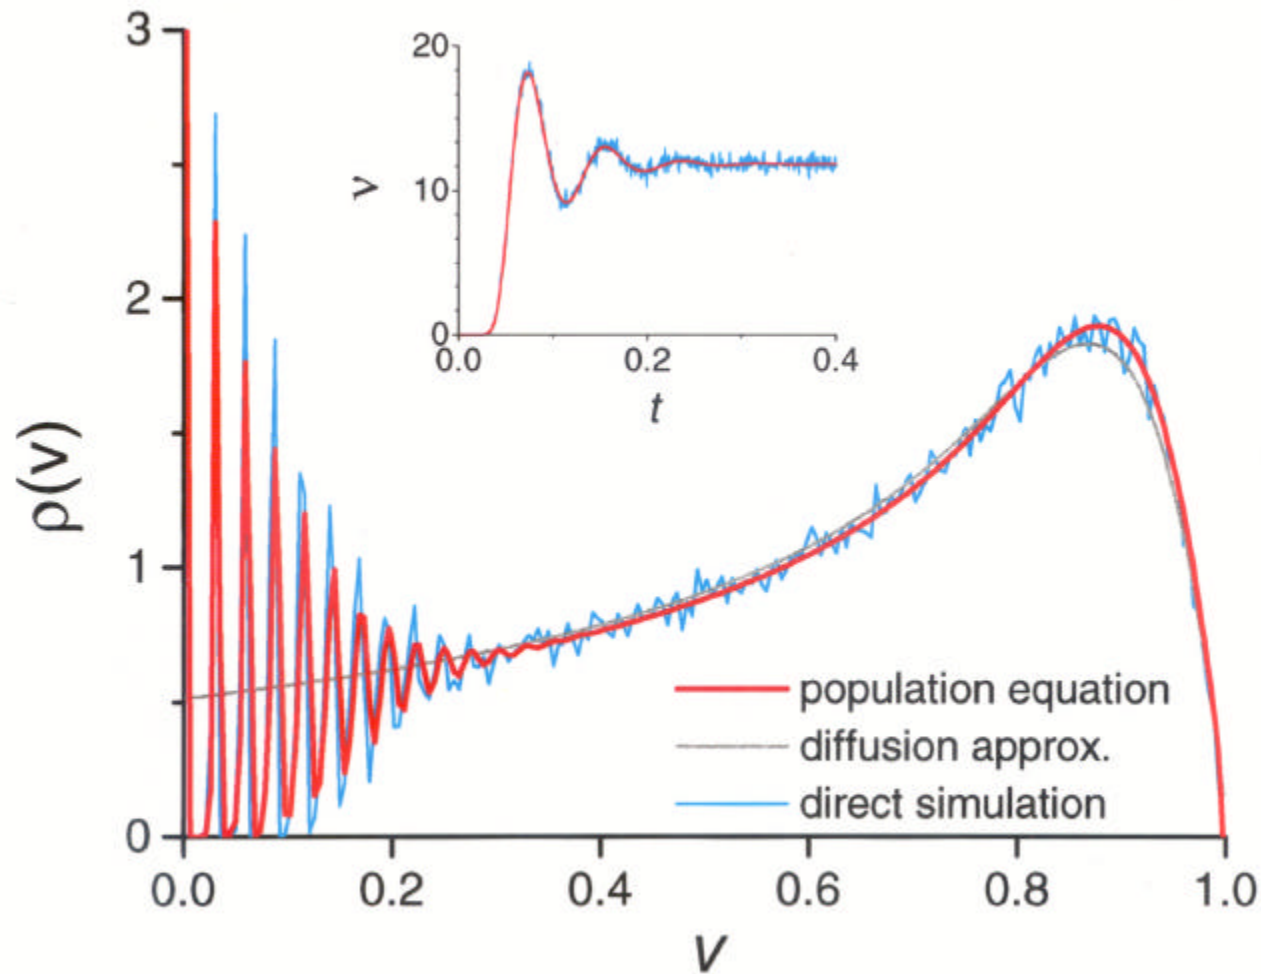 3
2
1
0
ρ(v)
0.0 0.2 0.4 0.6 0.8 1.0
v
20
10
0
ν
0.0 0.2 0.4
t
population equation
diffusion approx.
direct simulation